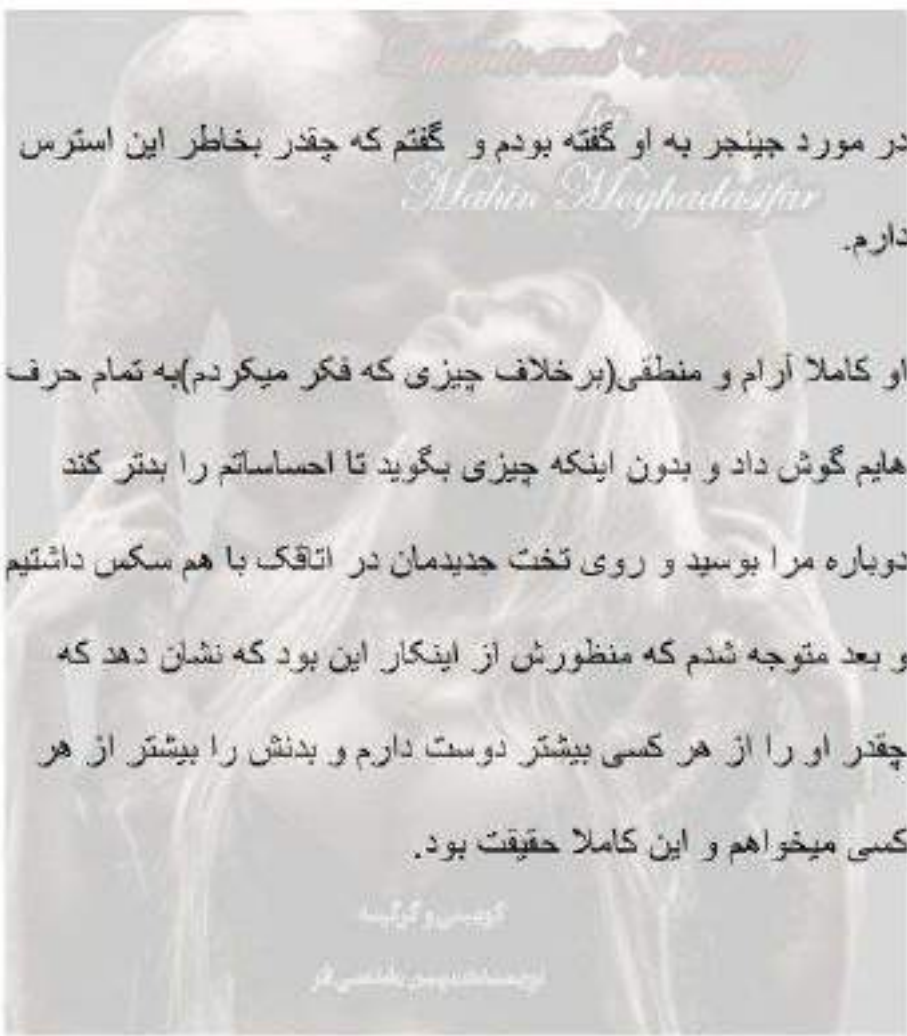 and
by
در مورد جینجر به او گفته بودم و گفتم که چقدر بخاطر این استرس
Mahin Moghadasifar
دارم.
او کاملا آرام و منطقی(برخلاف چیزی که فکر میکردم)به تمام حرف
هایم گوش داد و بدون اینکه چیزی بگوید تا احساساتم را بدتر کند
دوباره مرا بوسید و روی تخت جدیدمان در اتاقک با هم سکس داشتیم
و بعد متوجه شدم که منظورش از اینکار این بود که نشان دهد که
چقدر او را از هر کسی بیشتر دوست دارم و بدنش را بیشتر از هر
کسی میخواهم و این کاملا حقیقت بود.